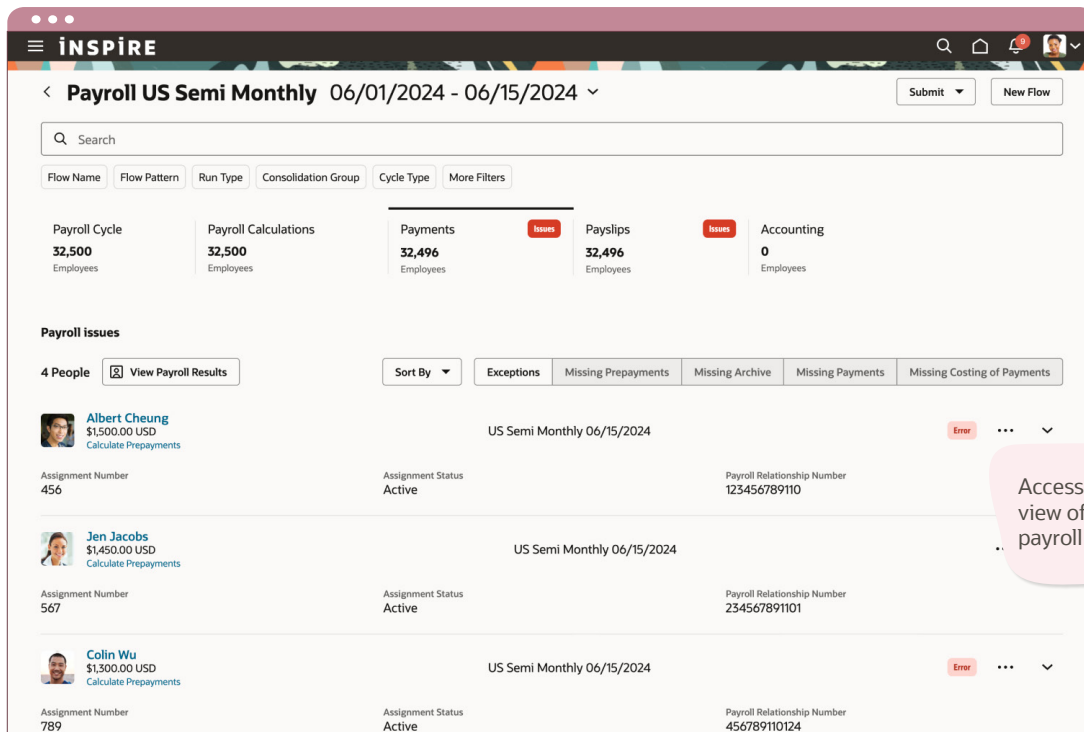 iNSPiRE
9
Payroll US Semi Monthly 06/01/2024 - 06/15/2024
Submit
New Flow
Search
Flow Name Flow Pattern Run Type Consolidation Group Cycle Type More Filters
Payroll Cycle Payroll Calculations Payments Issues Payslips Issues Accounting
32,500 32,500 32,496 32,496 0
Employees Employees Employees Employees Employees
Payroll issues
4 People View Payroll Results Sort By Exceptions Missing Prepayments Missing Archive Missing Payments Missing Costing of Payments
Albert Cheung
$1,500.00 USD US Semi Monthly 06/15/2024 Error
Calculate Prepayments
Assignment Number Assignment Status Payroll Relationship Number
456 Active 123456789110
Access
view of
payroll
Jen Jacobs
$1,450.00 USD US Semi Monthly 06/15/2024
Calculate Prepayments
Assignment Number Assignment Status Payroll Relationship Number
567 Active 234567891101
Colin Wu
$1,300.00 USD US Semi Monthly 06/15/2024 Error
Calculate Prepayments
Assignment Number Assignment Status Payroll Relationship Number
789 Active 456789110124